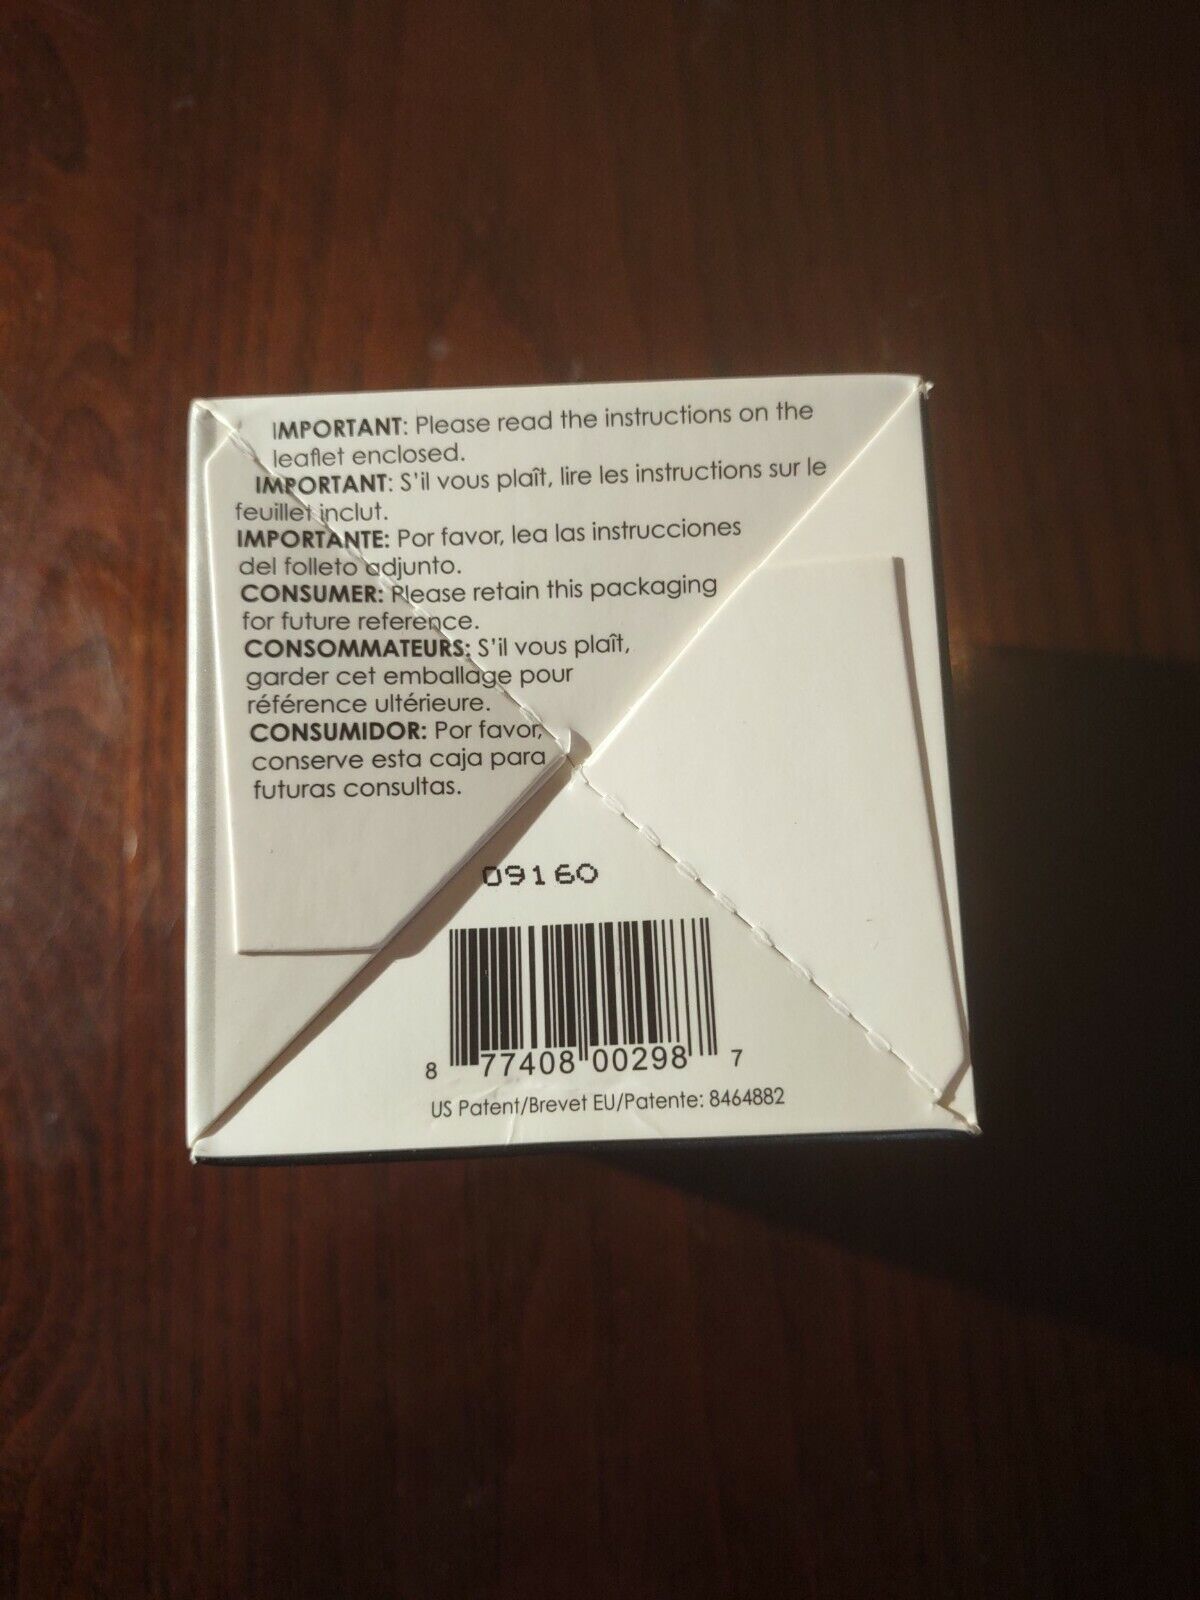 IMPORTANT: Please read the instructions on the
leaflet enclosed.
IMPORTANT: S'il vous plaît, lire les instructions sur le
feuillet inclut.
IMPORTANTE: Por favor, lea las instrucciones
del folleto adjunto.
CONSUMER: Please retain this packaging
for future reference.
CONSOMMATEURS: S'il vous plaît,
garder cet emballage pour
référence ultérieure.
CONSUMIDOR: Por favor,
conserve esta caja para
futuras consultas.
09160
8 77408 00298 7
US Patent/Brevet EU/Patente: 8464882